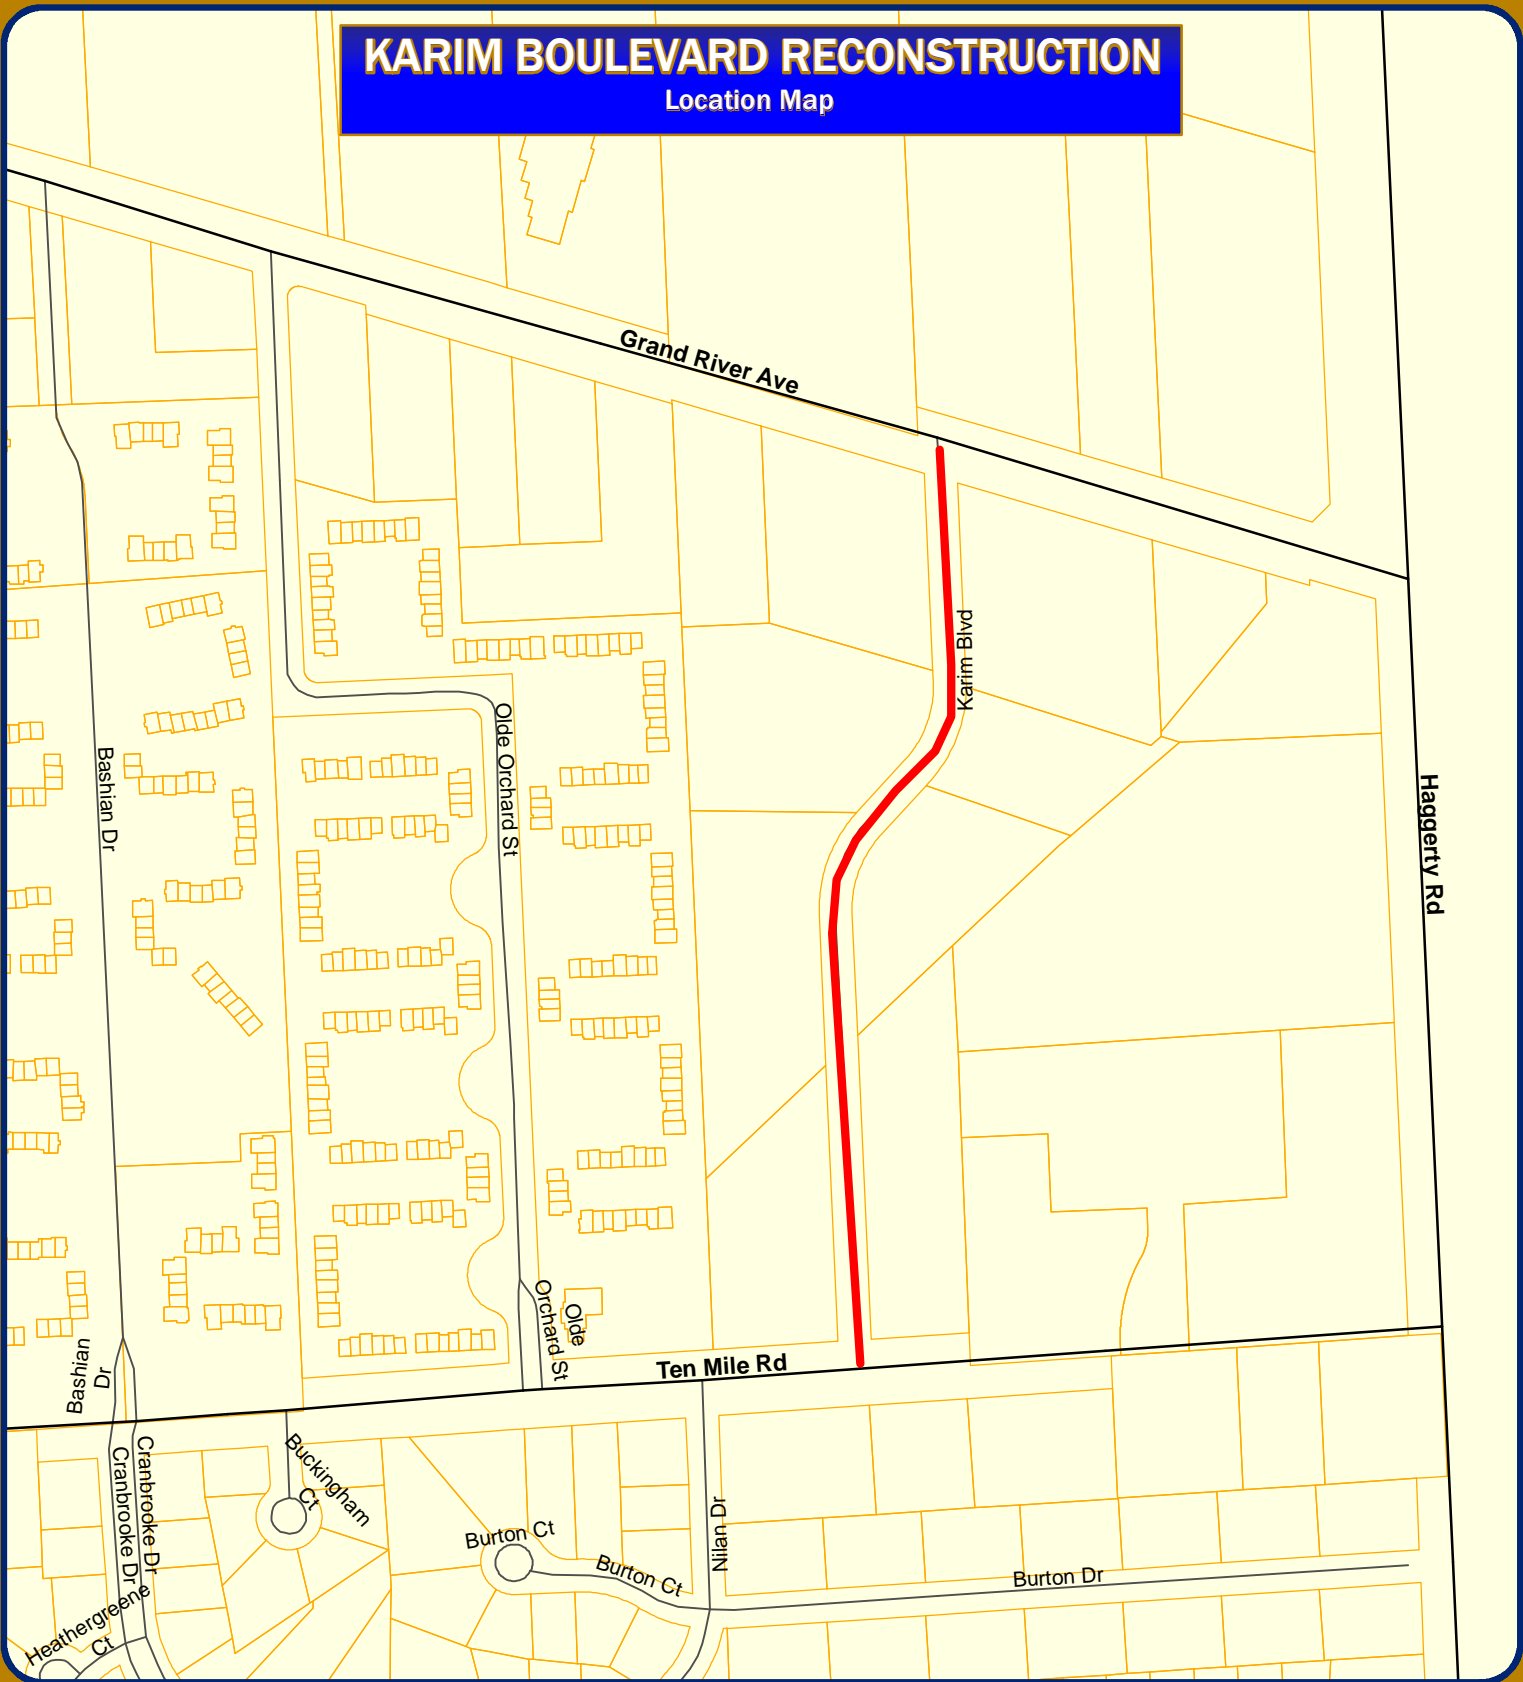 KARIM BOULEVARD RECONSTRUCTION
Location Map
Grand River Ave
Karim Blvd
Olde Orchard St
Bashian Dr
Haggerty Rd
Olde
Orchard St
Bashian
Dr
Ten Mile Rd
Cranbrooke Dr
Cranbrooke Dr
Buckingham
Ct
Burton Ct
Burton Ct
Nilan Dr
Burton Dr
Heathergreene
Ct